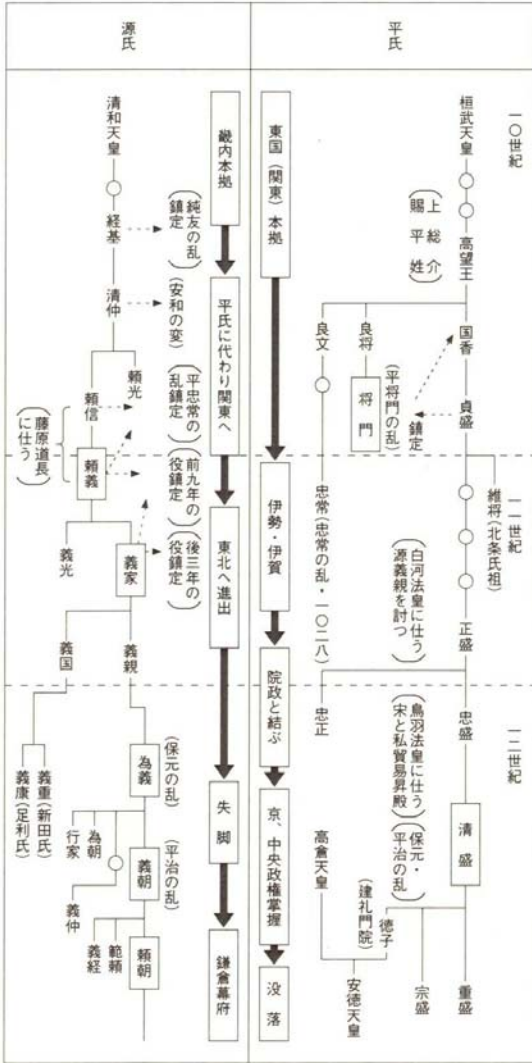 源氏
平氏
一〇世紀
一一世紀
一二世紀
桓武天皇
高望王
(上総介
賜平姓)
国香
貞盛
鎮定
維将(北条氏祖)
正盛
(白河法皇に仕う
源義親を討つ)
忠盛
(鳥羽法皇に仕う
宋と私貿易昇殿)
清盛
(保元・
平治の乱)
重盛
宗盛
徳子
(建礼門院)
高倉天皇
安徳天皇
忠正
良将
将門
(平将門の乱)
良文
忠常(忠常の乱・一〇二八)
東国(関東)本拠
伊勢・伊賀
院政と結ぶ
京、中央政権掌握
没落
畿内本拠
平氏に代わり関東へ
東北へ進出
失脚
鎌倉幕府
(純友の乱
鎮定)
(安和の変)
(平忠常の
乱鎮定)
(前九年の
役鎮定)
(後三年の
役鎮定)
清和天皇
経基
清仲
頼光
頼信
頼義
(藤原道長
に仕う)
義光
義家
義国
義親
義重(新田氏)
義康(足利氏)
為義
(保元の乱)
義朝
(平治の乱)
為朝
行家
義仲
頼朝
範頼
義経